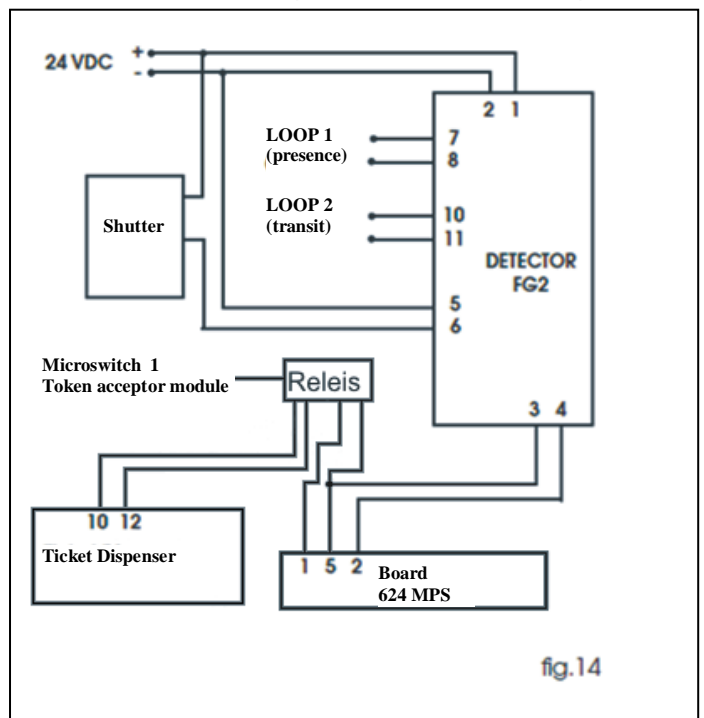 24 VDC
+
-
2 1
LOOP 1
(presence)
7
8
LOOP 2
(transit)
10
11
Shutter
DETECTOR
FG2
5
6
Microswitch 1
Token acceptor module
Releis
3 4
10 12
Ticket Dispenser
1 5 2
Board
624 MPS
fig.14